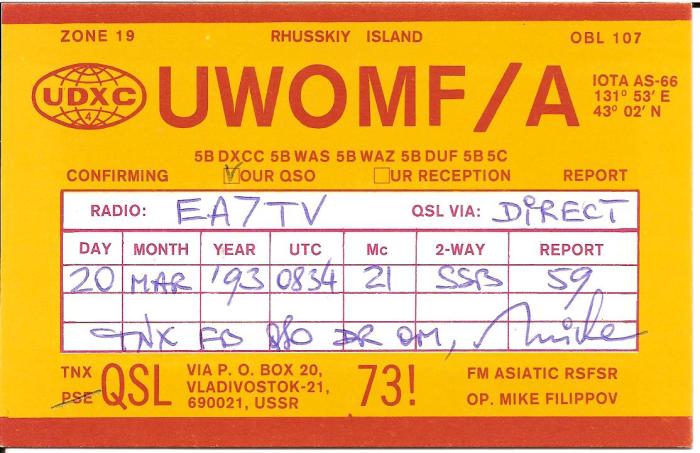 ZONE 19 RHUSSKIY ISLAND OBL 107
UDXC 4 UW0MF/A IOTA AS-66
131° 53' E
43° 02' N
5B DXCC 5B WAS 5B WAZ 5B DUF 5B 5C
CONFIRMING OUR QSO UR RECEPTION REPORT
RADIO: EA7TV QSL VIA: DIRECT
DAY MONTH YEAR UTC Mc 2-WAY REPORT
20 MAR '93 0834 21 SSB 59
TNX FB QSO DR OM, Mike
TNX
PSE QSL
VIA P. O. BOX 20,
VLADIVOSTOK-21,
690021, USSR
73!
FM ASIATIC RSFSR
OP. MIKE FILIPPOV